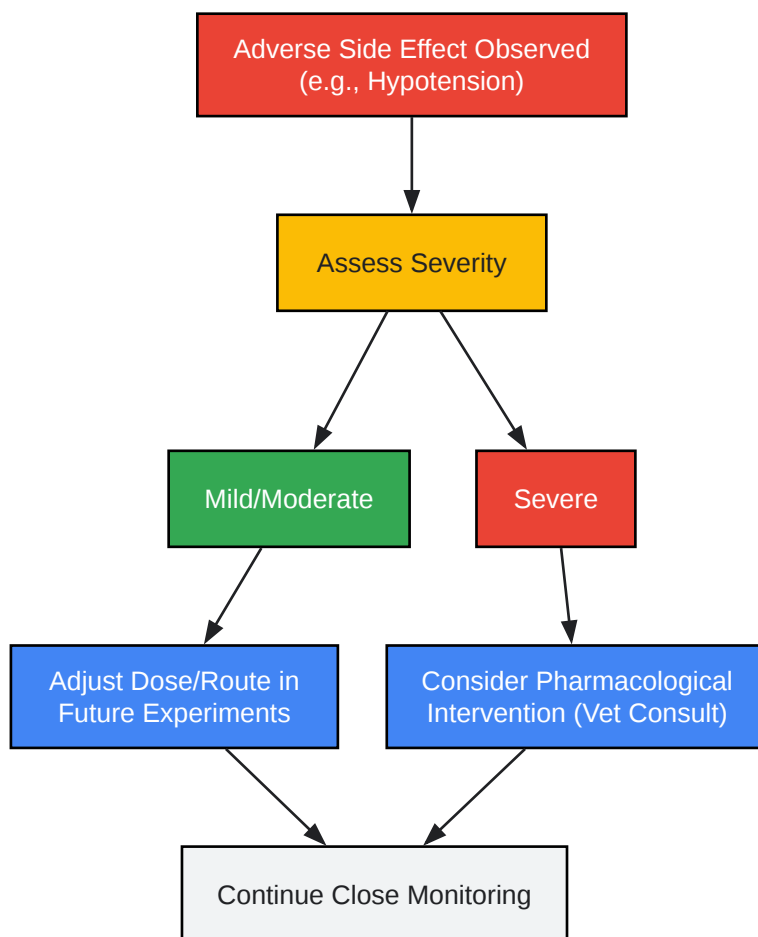 Adverse Side Effect Observed
(e.g., Hypotension)
Assess Severity
Mild/Moderate
Severe
Adjust Dose/Route in
Future Experiments
Consider Pharmacological
Intervention (Vet Consult)
Continue Close Monitoring